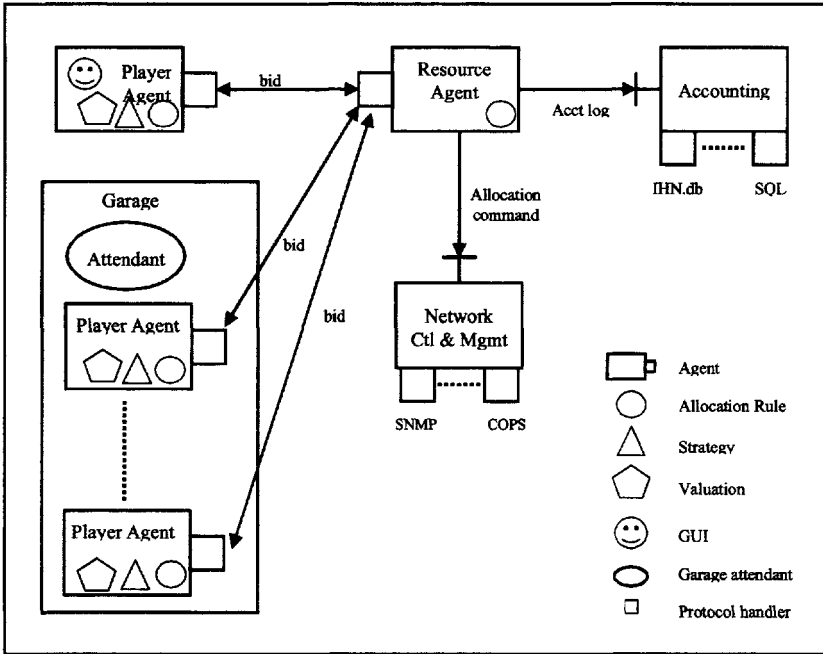 Player
Agent
bid
Resource
Agent
Acct log
Accounting
IHN.db
SQL
Garage
Attendant
bid
Allocation
command
Player Agent
bid
Network
Ctl & Mgmt
SNMP
COPS
Player Agent
Agent
Allocation Rule
Strategy
Valuation
GUI
Garage attendant
Protocol handler